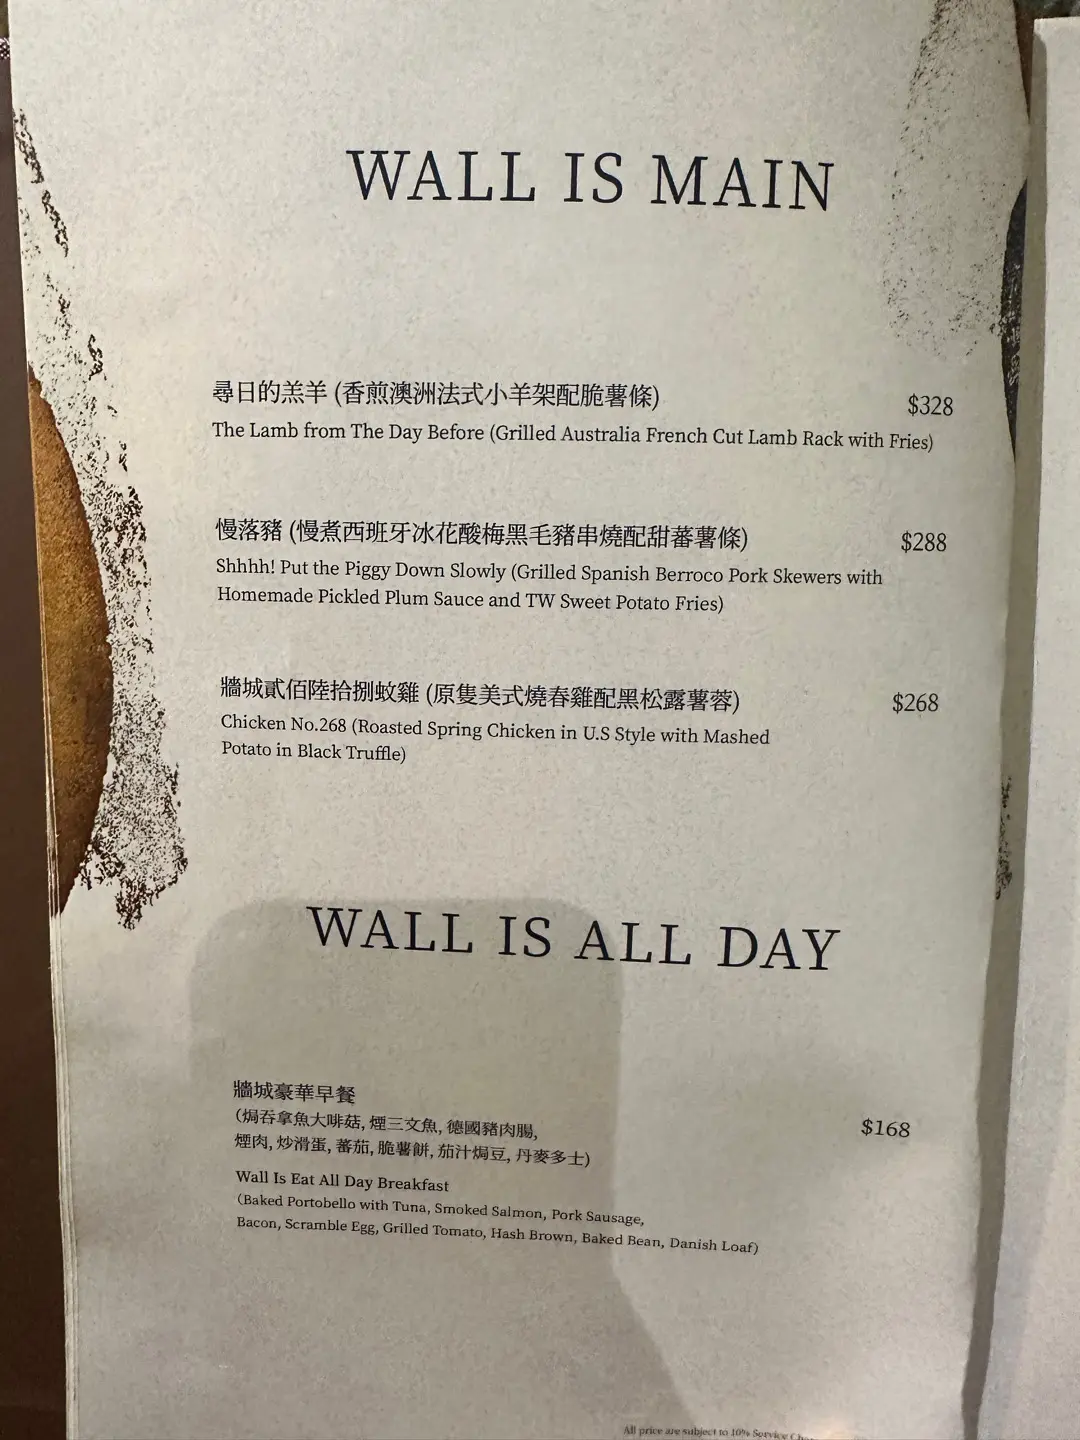 WALL IS MAIN
尋日的羔羊 (香煎澳洲法式小羊架配脆薯條)
$328
The Lamb from The Day Before (Grilled Australia French Cut Lamb Rack with Fries)
慢落豬 (慢煮西班牙冰花酸梅黑毛豬串燒配甜蕃薯條)
$288
Shhhh! Put the Piggy Down Slowly (Grilled Spanish Berroco Pork Skewers with
Homemade Pickled Plum Sauce and TW Sweet Potato Fries)
牆城貳佰陸拾捌蚊雞 (原隻美式燒春雞配黑松露薯蓉)
$268
Chicken No.268 (Roasted Spring Chicken in U.S Style with Mashed
Potato in Black Truffle)
WALL IS ALL DAY
牆城豪華早餐
(焗吞拿魚大啡菇, 煙三文魚, 德國豬肉腸,
$168
煙肉, 炒滑蛋, 蕃茄, 脆薯餅, 茄汁焗豆, 丹麥多士)
Wall Is Eat All Day Breakfast
(Baked Portobello with Tuna, Smoked Salmon, Pork Sausage,
Bacon, Scramble Egg, Grilled Tomato, Hash Brown, Baked Bean, Danish Loaf)
All price are subject to 10% Service